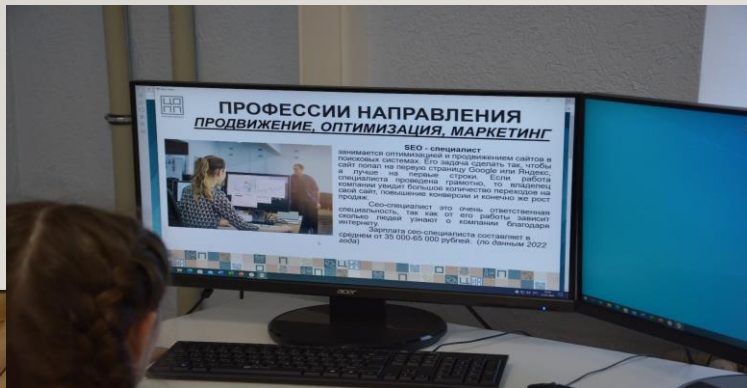 ЦОПП
ПРОФЕССИИ НАПРАВЛЕНИЯ
ПРОДВИЖЕНИЕ, ОПТИМИЗАЦИЯ, МАРКЕТИНГ
SEO - специалист
занимается оптимизацией и продвижением сайтов в
поисковых системах. Его задача сделать так, чтобы
сайт попал на первую страницу Google или Яндекс,
а лучше на первые строки. Если работа
специалиста проведена грамотно, то владелец
компании увидит большое количество переходов на
свой сайт, повышение конверсии и конечно же рост
продаж.
Сео-специалист это очень ответственная
специальность, так как от его работы зависит
сколько людей узнают о компании благодаря
интернету.
Зарплата сео-специалиста составляет в
среднем от 35 000-65 000 рублей. (по данным 2022
года)
acer